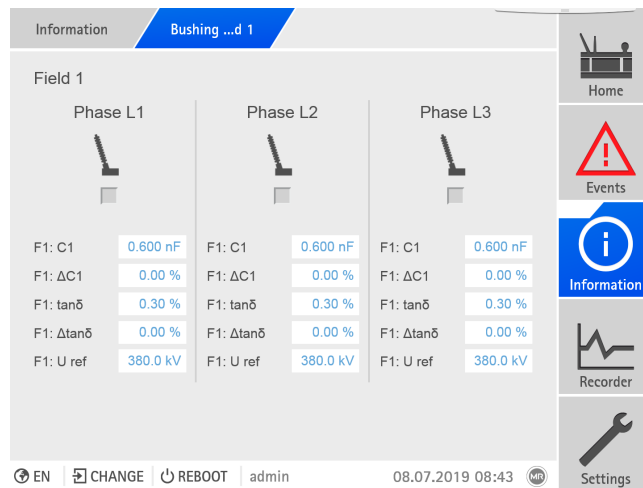 Information
Bushing ...d 1
Field 1
Phase L1 Phase L2 Phase L3
F1: C1 0.600 nF F1: C1 0.600 nF F1: C1 0.600 nF
F1: ΔC1 0.00 % F1: ΔC1 0.00 % F1: ΔC1 0.00 %
F1: tanδ 0.30 % F1: tanδ 0.30 % F1: tanδ 0.30 %
F1: Δtanδ 0.00 % F1: Δtanδ 0.00 % F1: Δtanδ 0.00 %
F1: U ref 380.0 kV F1: U ref 380.0 kV F1: U ref 380.0 kV
EN CHANGE REBOOT admin 08.07.2019 08:43 MR
Home
Events
Information
Recorder
Settings